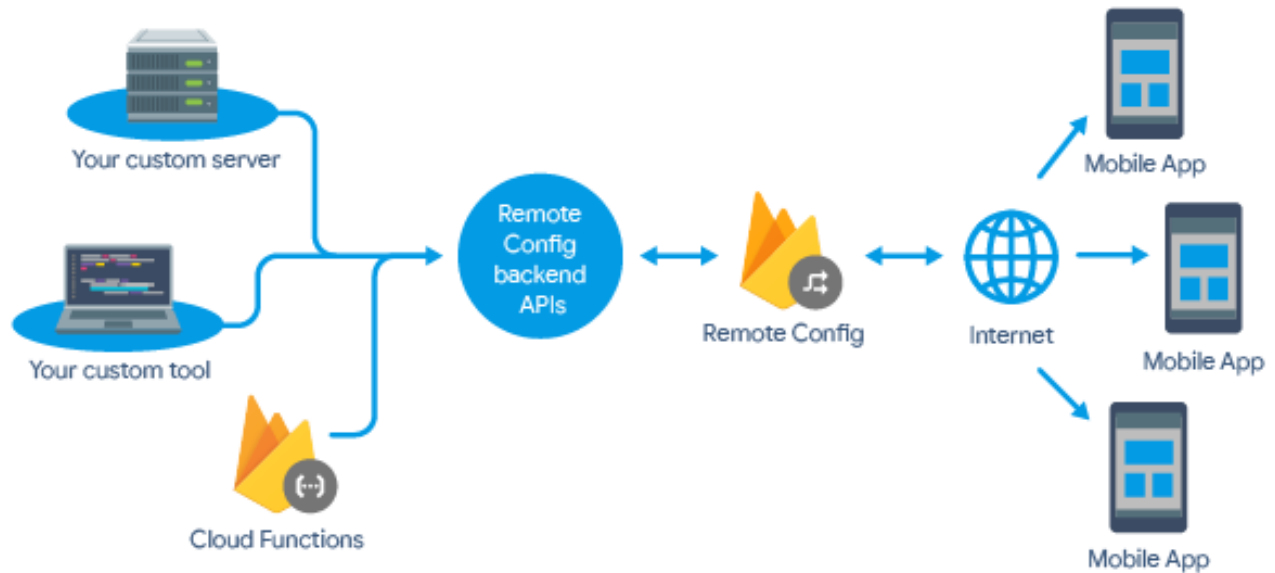 Your custom server
Your custom tool
Cloud Functions
Remote
Config
backend
APIs
Remote Config
Internet
Mobile App
Mobile App
Mobile App